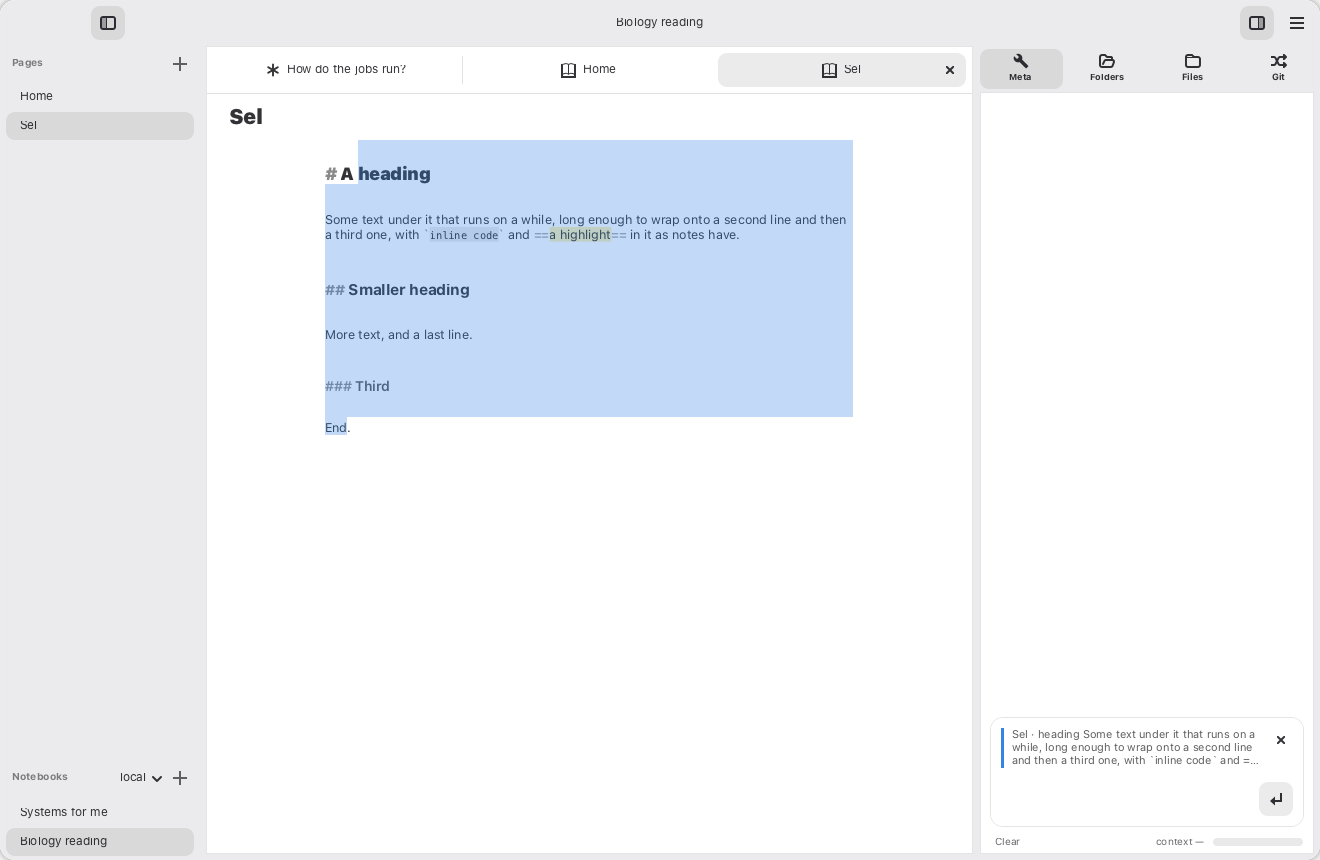 Biology reading
Pages
Home
Sel
How do the jobs run?
Home
Sel
Meta
Folders
Files
Git
Sel
# A heading
Some text under it that runs on a while, long enough to wrap onto a second line and then
a third one, with `inline code` and ==a highlight== in it as notes have.
## Smaller heading
More text, and a last line.
### Third
End.
Sel · heading Some text under it that runs on a
while, long enough to wrap onto a second line
and then a third one, with `inline code` and =…
Clear
context —
Notebooks
local
Systems for me
Biology reading